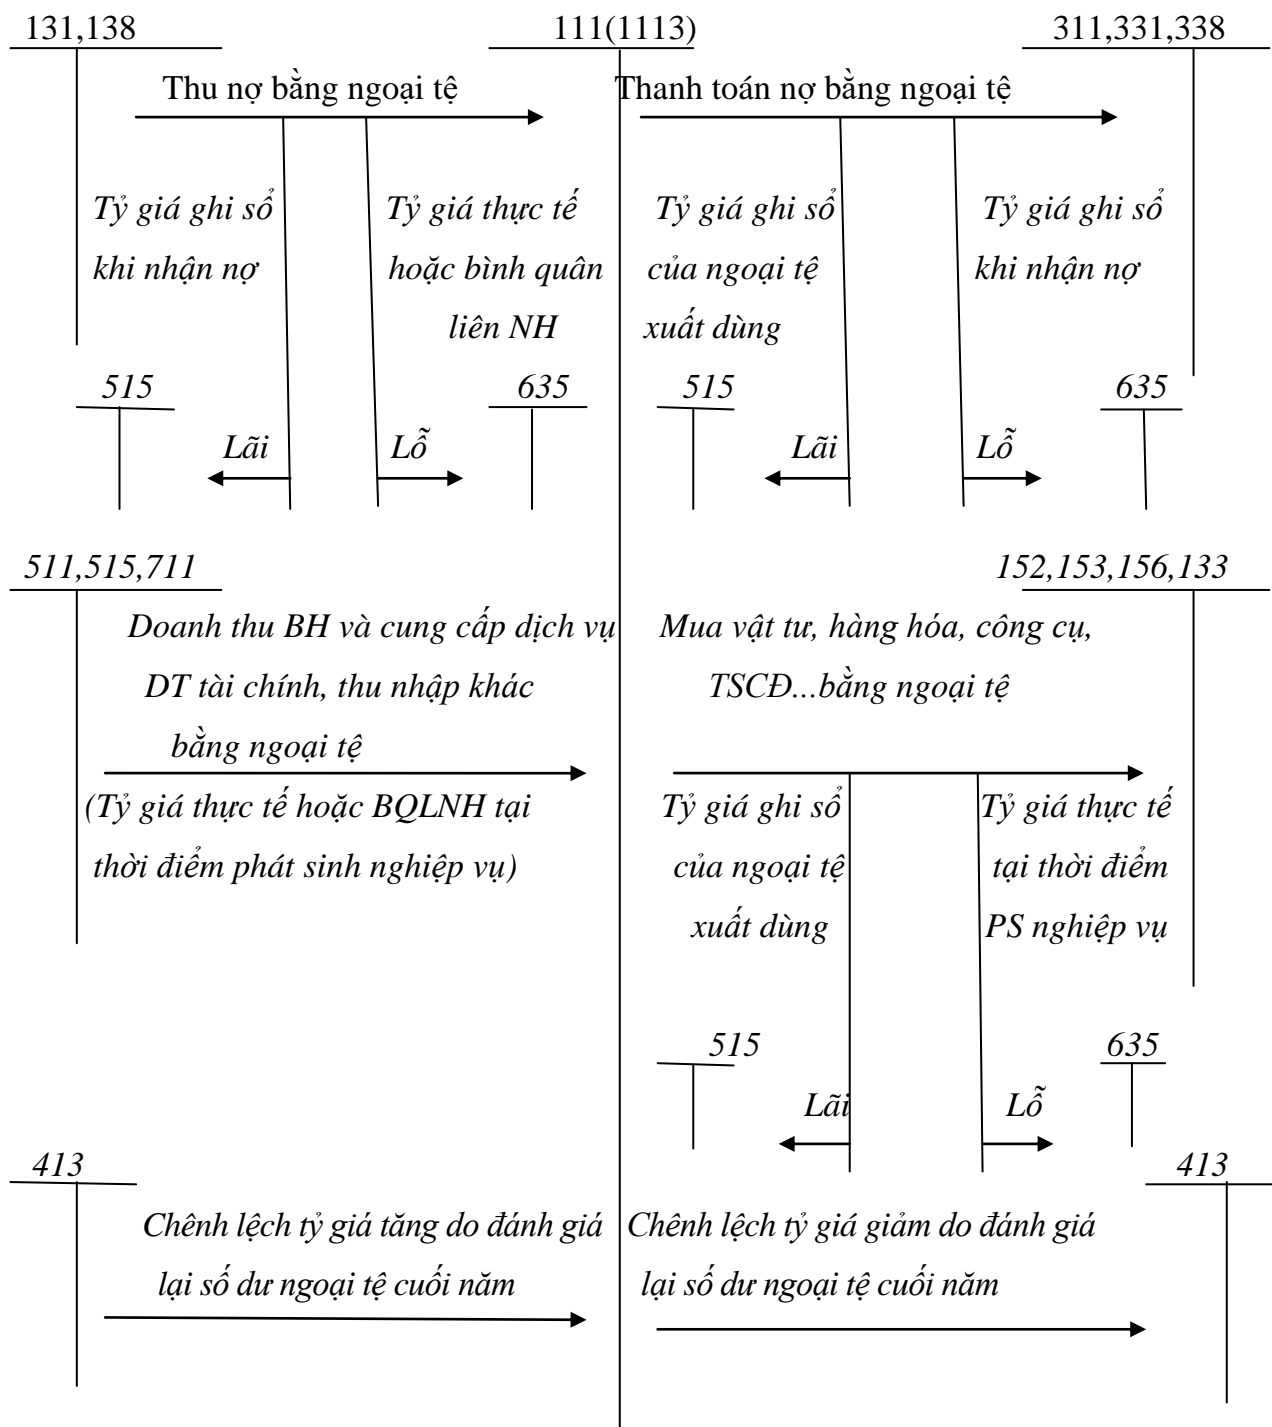 131,138
111(1113)
311,331,338
Thu nợ bằng ngoại tệ
Thanh toán nợ bằng ngoại tệ
Tỷ giá ghi sổ
khi nhận nợ
Tỷ giá thực tế
hoặc bình quân
liên NH
Tỷ giá ghi sổ
của ngoại tệ
xuất dùng
Tỷ giá ghi sổ
khi nhận nợ
515
635
515
635
Lãi
Lỗ
Lãi
Lỗ
511,515,711
152,153,156,133
Doanh thu BH và cung cấp dịch vụ
DT tài chính, thu nhập khác
bằng ngoại tệ
(Tỷ giá thực tế hoặc BQLNH tại
thời điểm phát sinh nghiệp vụ)
Mua vật tư, hàng hóa, công cụ,
TSCĐ...bằng ngoại tệ
Tỷ giá ghi sổ
của ngoại tệ
xuất dùng
Tỷ giá thực tế
tại thời điểm
PS nghiệp vụ
515
635
Lãi
Lỗ
413
413
Chênh lệch tỷ giá tăng do đánh giá
lại số dư ngoại tệ cuối năm
Chênh lệch tỷ giá giảm do đánh giá
lại số dư ngoại tệ cuối năm